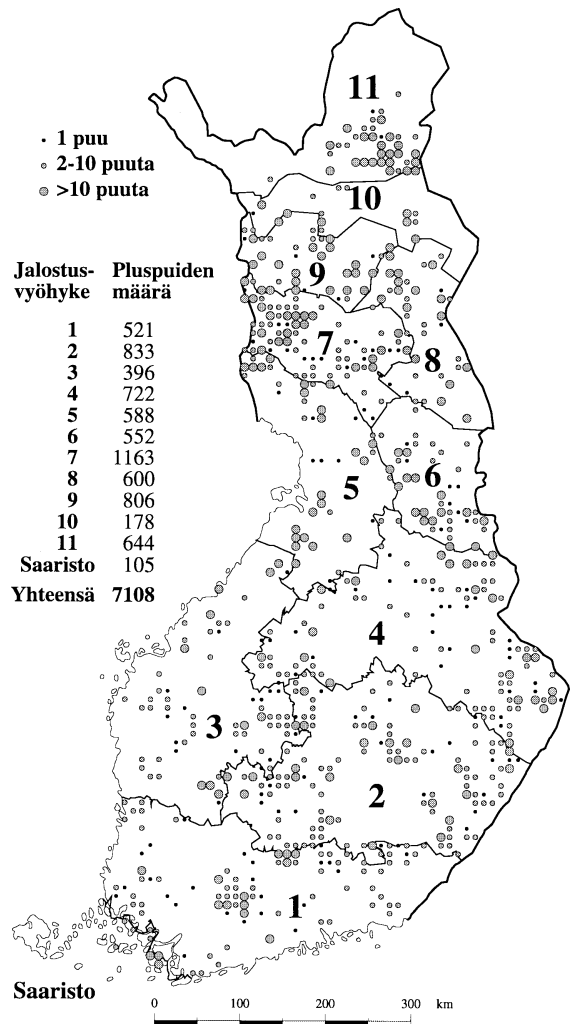 11
1 puu
2-10 puuta
>10 puuta
10
Jalostus- Pluspuiden
vyöhyke määrä
9
1 521
2 833
3 396
4 722
5 588
6 552
7 1163
8 600
9 806
10 178
11 644
Saaristo 105
Yhteensä 7108
7
8
6
5
4
3
2
1
Saaristo
0 100 200 300 km